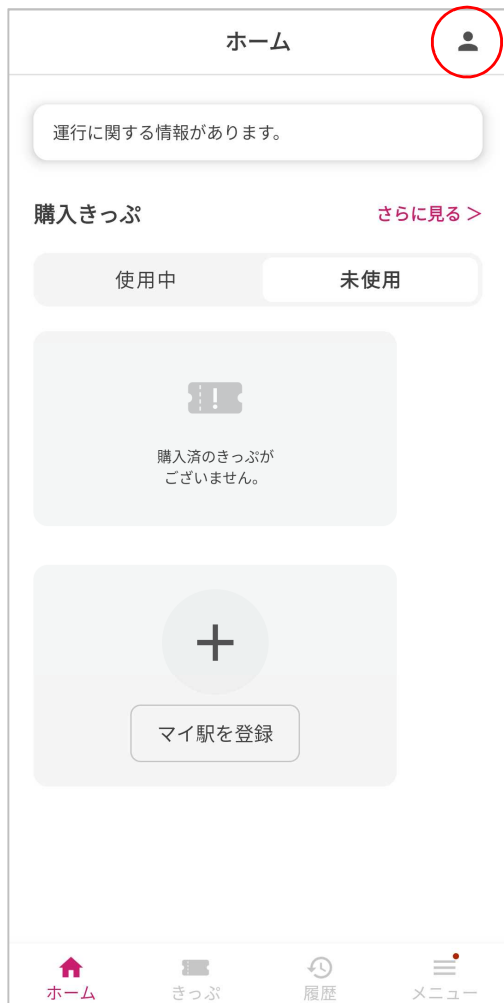 ホーム
運行に関する情報があります。
購入きっぷ
さらに見る ＞
使用中
未使用
購入済のきっぷが
ございません。
マイ駅を登録
ホーム
きっぷ
履歴
メニュー